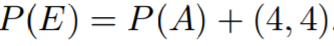 P(E) = P(A) + (4, 4)